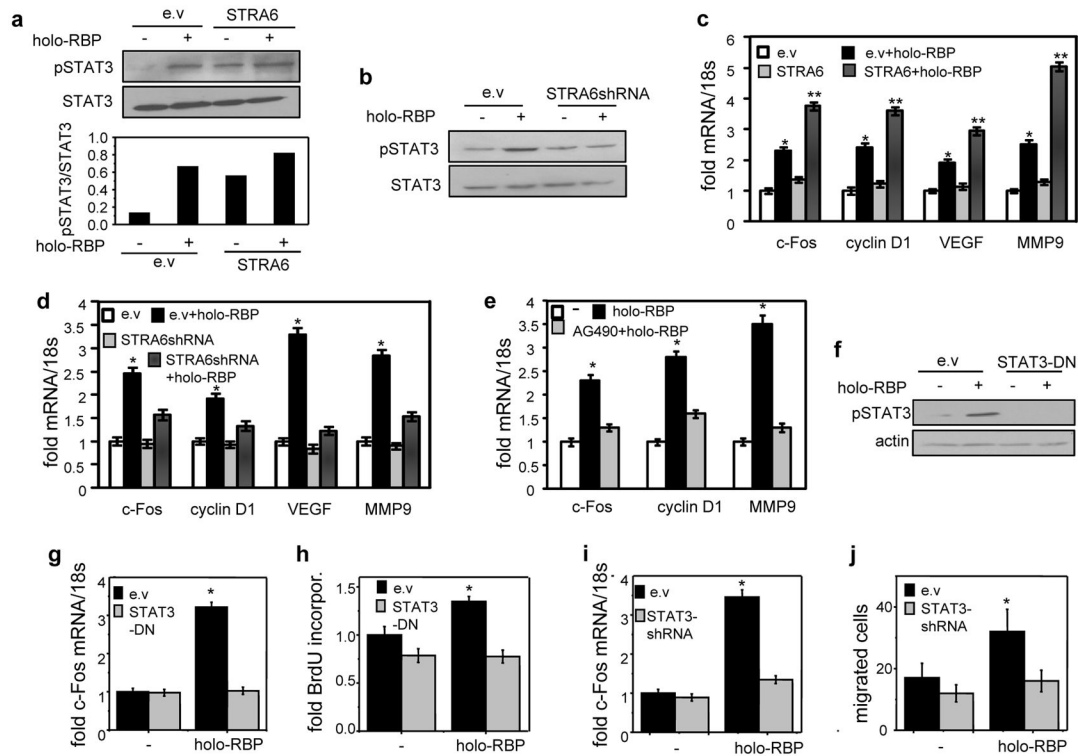 a
e.v STRA6
holo-RBP - + - +
pSTAT3
STAT3
pSTAT3/STAT3
1.0
0.8
0.6
0.4
0.2
0.0
holo-RBP - + - +
e.v STRA6
b
e.v STRA6shRNA
holo-RBP - + - +
pSTAT3
STAT3
c
fold mRNA/18s
6
5
4
3
2
1
0
e.v e.v+holo-RBP
STRA6 STRA6+holo-RBP
* ** * ** * ** * **
c-Fos cyclin D1 VEGF MMP9
d
fold mRNA/18s
4
3.5
3
2.5
2
1.5
1
0.5
0
e.v e.v+holo-RBP
STRA6shRNA
STRA6shRNA
+holo-RBP
* * * *
c-Fos cyclin D1 VEGF MMP9
e
fold mRNA/18s
4
3.5
3
2.5
2
1.5
1
0.5
0
- holo-RBP
AG490+holo-RBP
* * *
c-Fos cyclin D1 MMP9
f
e.v STAT3-DN
holo-RBP - + - +
pSTAT3
actin
g
fold c-Fos mRNA/18s
4
3
2
1
0
e.v
STAT3
-DN
*
- holo-RBP
h
fold BrdU incorpor.
1.5
1.0
0.5
0.0
e.v
STAT3
-DN
*
- holo-RBP
i
fold c-Fos mRNA/18s
4
3
2
1
0
e.v
STAT3-
shRNA
*
- holo-RBP
j
migrated cells
40
20
0
e.v
STAT3-
shRNA
*
- holo-RBP